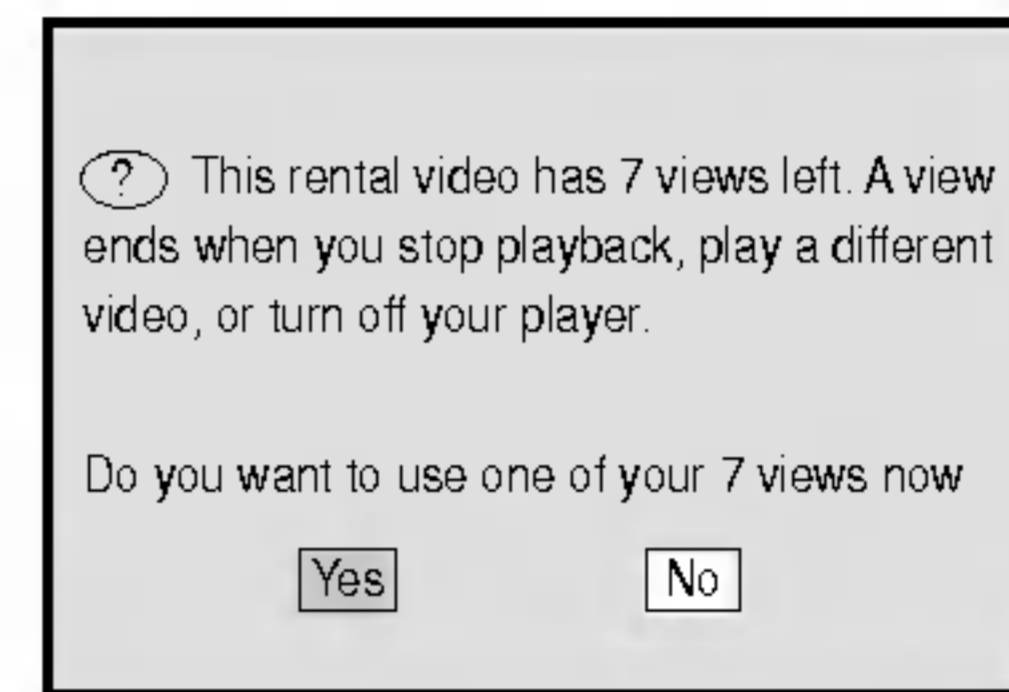 ? This rental video has 7 views left. A view
ends when you stop playback, play a different
video, or turn off your player.
Do you want to use one of your 7 views now
Yes No